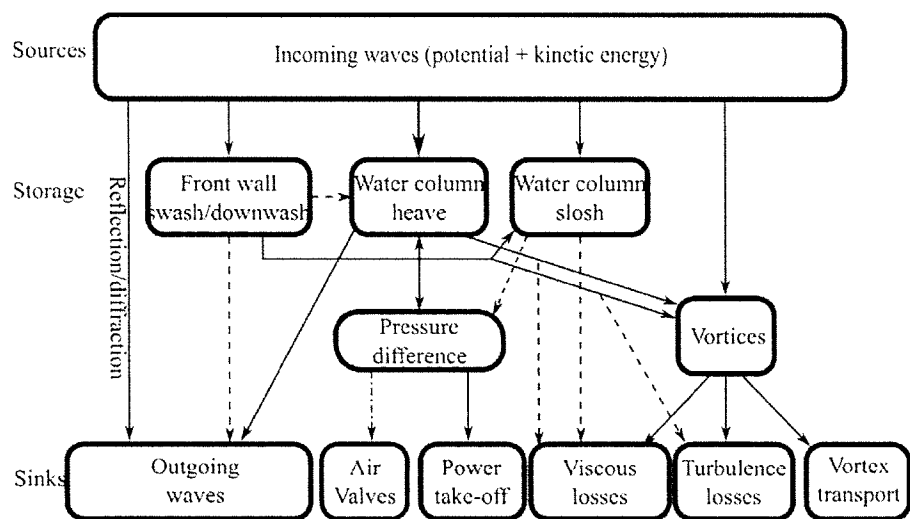 Sources
Incoming waves (potential + kinetic energy)
Storage
Reflection/diffraction
Front wall
swash/downwash
Water column
heave
Water column
slosh
Pressure
difference
Vortices
Sinks
Outgoing
waves
Air
Valves
Power
take-off
Viscous
losses
Turbulence
losses
Vortex
transport